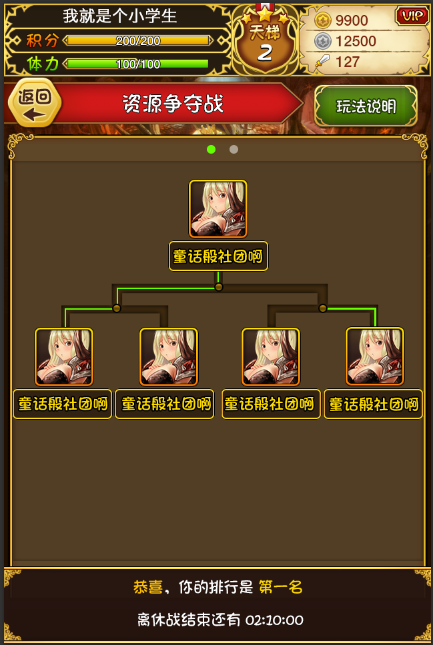 我就是个小学生
积分 200/200
体力 100/100
天梯
2
9900
12500
127
VIP
返回
资源争夺战
玩法说明
童话般社团啊
童话般社团啊
童话般社团啊
童话般社团啊
童话般社团啊
恭喜，你的排行是 第一名
离休战结束还有 02:10:00